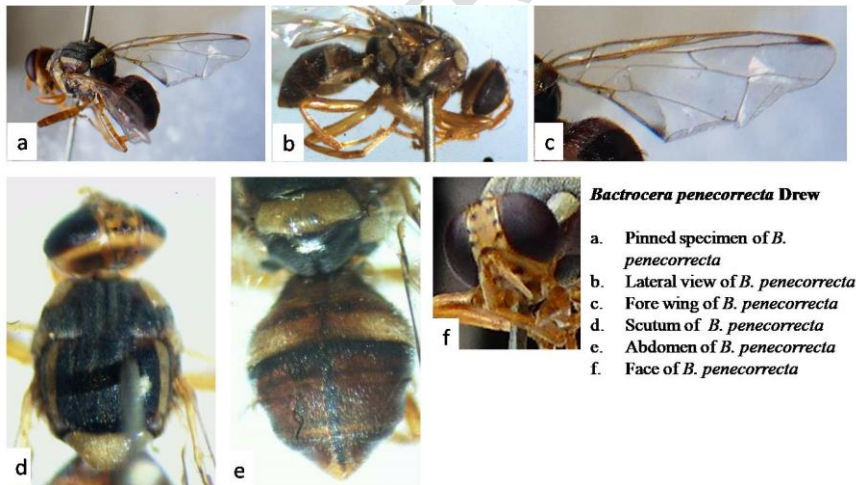 a
b
c
d
e
f
Bactrocera penecorrecta Drew
a. Pinned specimen of B.
penecorrecta
b. Lateral view of B. penecorrecta
c. Fore wing of B. penecorrecta
d. Scutum of B. penecorrecta
e. Abdomen of B. penecorrecta
f. Face of B. penecorrecta